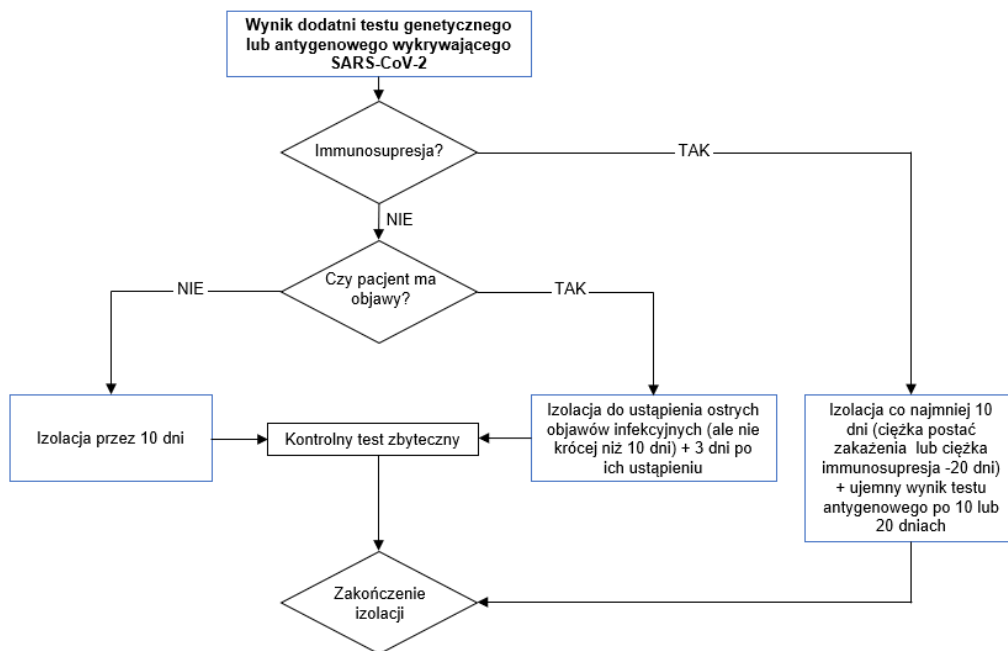 Wynik dodatni testu genetycznego
lub antygenowego wykrywającego
SARS-CoV-2
Immunosupresja?
TAK
NIE
Czy pacjent ma
objawy?
NIE
TAK
Izolacja przez 10 dni
Kontrolny test zbyteczny
Izolacja do ustąpienia ostrych
objawów infekcyjnych (ale nie
krócej niż 10 dni) + 3 dni po
ich ustąpieniu
Izolacja co najmniej 10
dni (ciężka postać
zakażenia lub ciężka
immunosupresja -20 dni)
+ ujemny wynik testu
antygenowego po 10 lub
20 dniach
Zakończenie
izolacji